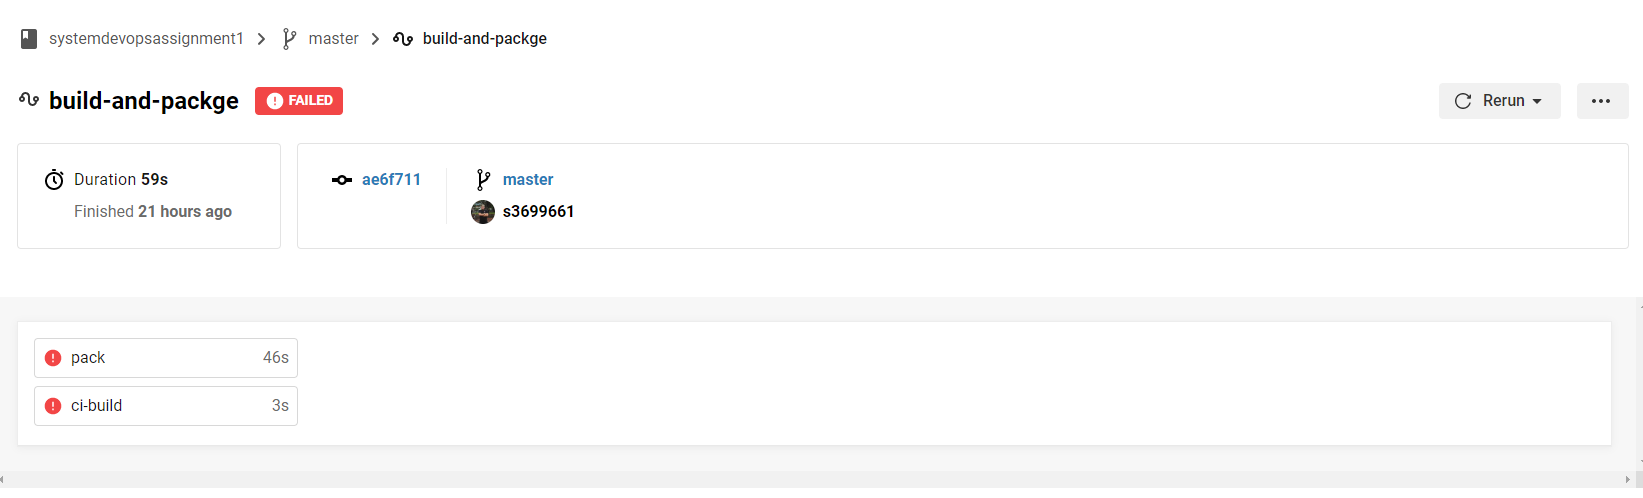 systemdevopsassignment1 > master > build-and-packge
build-and-packge FAILED Rerun
Duration 59s
Finished 21 hours ago
ae6f711
master
s3699661
pack 46s
ci-build 3s